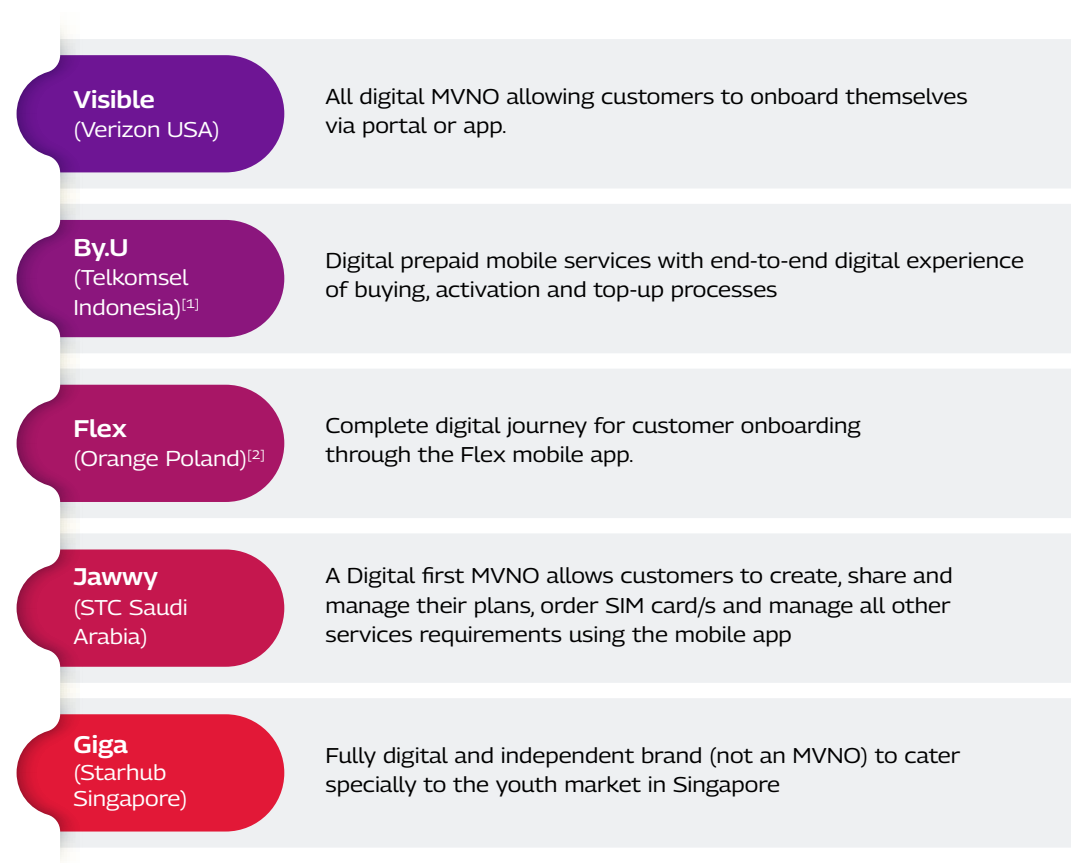 Visible
(Verizon USA)
All digital MVNO allowing customers to onboard themselves
via portal or app.
By.U
(Telkomsel
Indonesia)[1]
Digital prepaid mobile services with end-to-end digital experience
of buying, activation and top-up processes
Flex
(Orange Poland)[2]
Complete digital journey for customer onboarding
through the Flex mobile app.
Jawwy
(STC Saudi
Arabia)
A Digital first MVNO allows customers to create, share and
manage their plans, order SIM card/s and manage all other
services requirements using the mobile app
Giga
(Starhub
Singapore)
Fully digital and independent brand (not an MVNO) to cater
specially to the youth market in Singapore